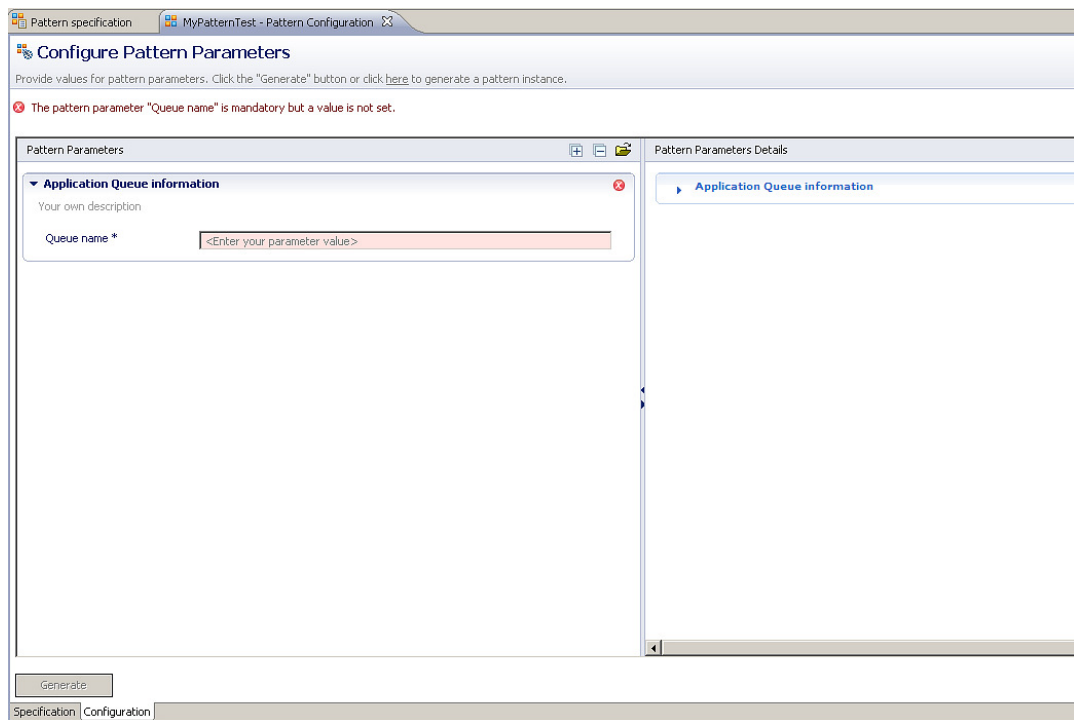 Pattern specification
MyPatternTest - Pattern Configuration
Configure Pattern Parameters
Provide values for pattern parameters. Click the "Generate" button or click here to generate a pattern instance.
The pattern parameter "Queue name" is mandatory but a value is not set.
Pattern Parameters
Pattern Parameters Details
Application Queue information
Application Queue information
Your own description
Queue name *
<Enter your parameter value>
Generate
Specification
Configuration